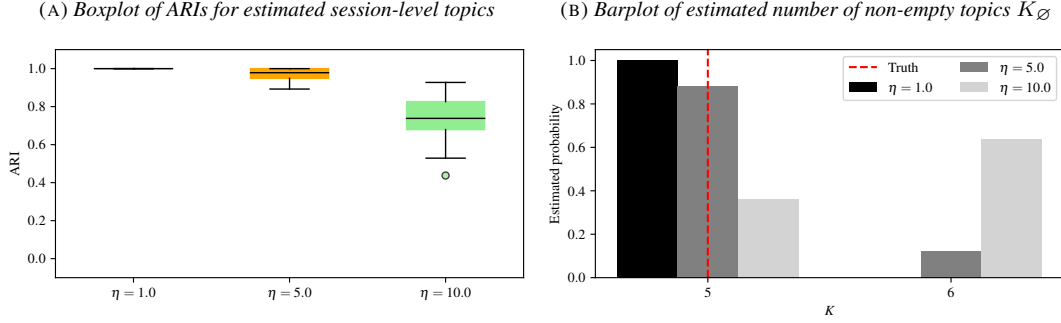 (A) Boxplot of ARIs for estimated session-level topics
ARI
1.0
0.8
0.6
0.4
0.2
0.0
η = 1.0
η = 5.0
η = 10.0
(B) Barplot of estimated number of non-empty topics K∅
Estimated probability
1.0
0.8
0.6
0.4
0.2
0.0
Truth
η = 1.0
η = 5.0
η = 10.0
5
6
K